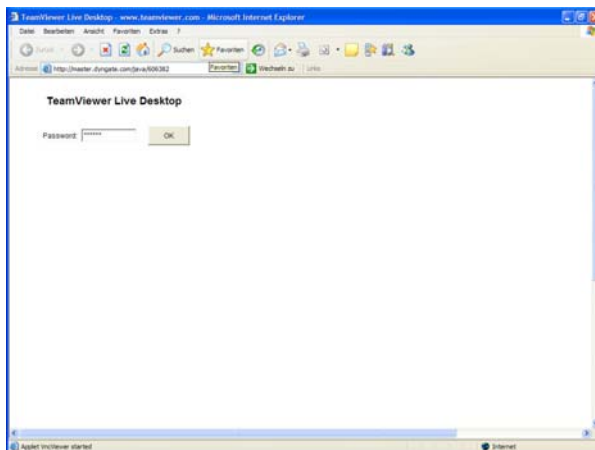 TeamViewer Live Desktop - www.teamviewer.com - Microsoft Internet Explorer
Datei Bearbeiten Ansicht Favoriten Extras ?
Zurück Suchen Favoriten
Adresse http://master.dyngate.com/java/606382 Favoriten Wechseln zu Links
TeamViewer Live Desktop
Password: ****** OK
Applet VncViewer started Internet